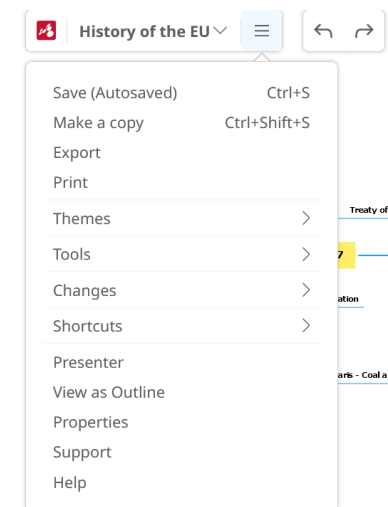 History of the EU
Save (Autosaved) Ctrl+S
Make a copy Ctrl+Shift+S
Export
Print
Themes
Treaty of
Tools
7
Changes
ation
Shortcuts
Presenter
aris - Coal a
View as Outline
Properties
Support
Help